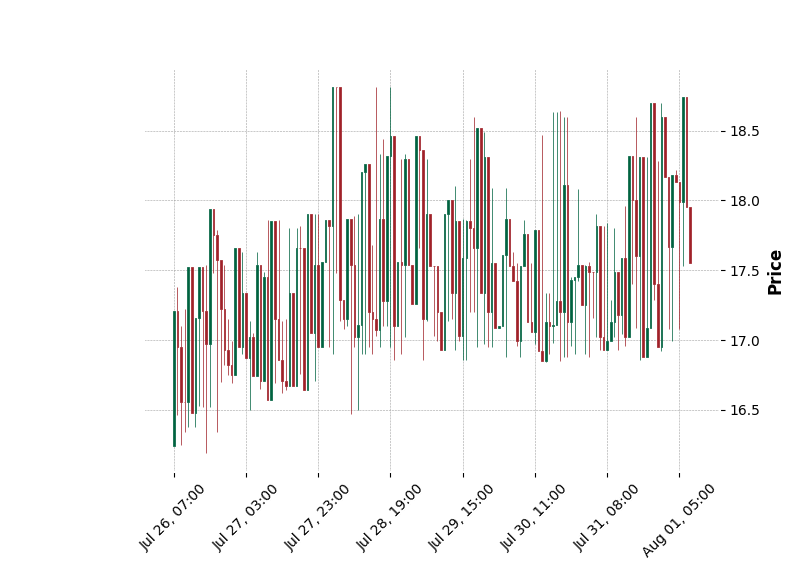 18.5
18.0
17.5
17.0
16.5
Price
Jul 26, 07:00
Jul 27, 03:00
Jul 27, 23:00
Jul 28, 19:00
Jul 29, 15:00
Jul 30, 11:00
Jul 31, 08:00
Aug 01, 05:00